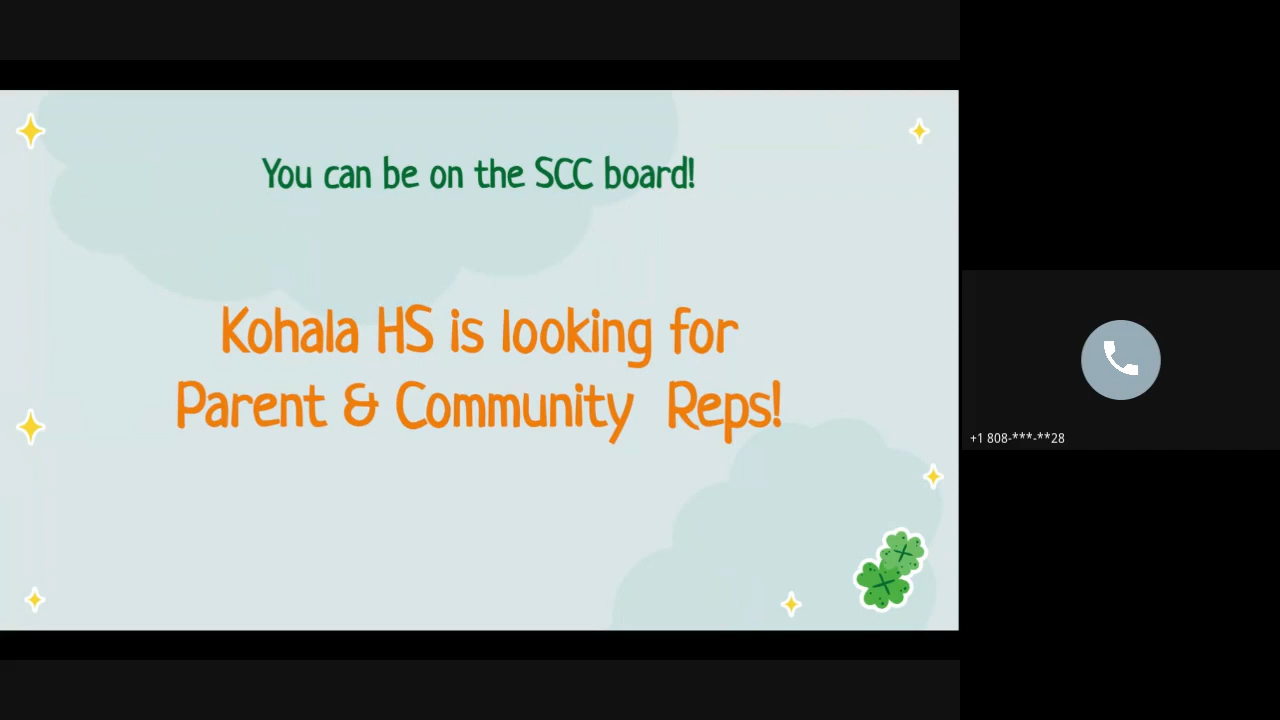 You can be on the SCC board!
Kohala HS is looking for
Parent & Community Reps!
+1 808-***-**28